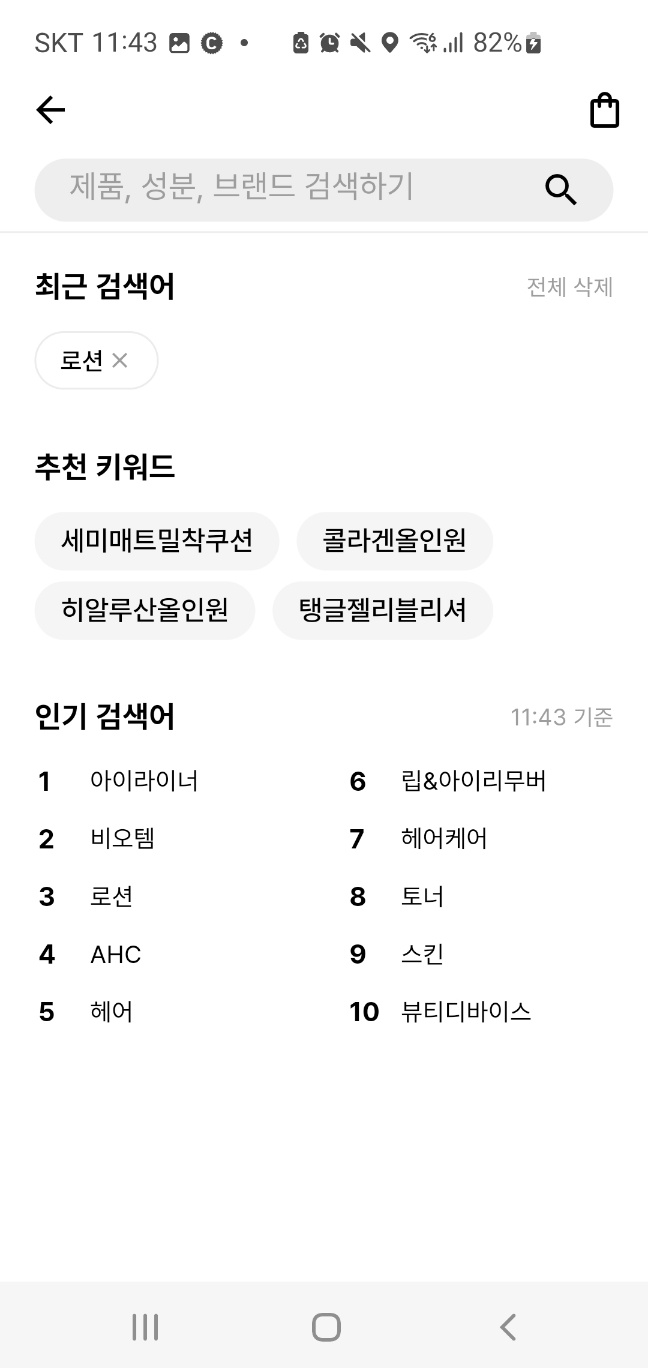 SKT 11:43 82%
제품, 성분, 브랜드 검색하기
최근 검색어 전체 삭제
로션
추천 키워드
세미매트밀착쿠션 콜라겐올인원
히알루산올인원 탱글젤리블리셔
인기 검색어 11:43 기준
1 아이라이너 6 립&아이리무버
2 비오템 7 헤어케어
3 로션 8 토너
4 AHC 9 스킨
5 헤어 10 뷰티디바이스